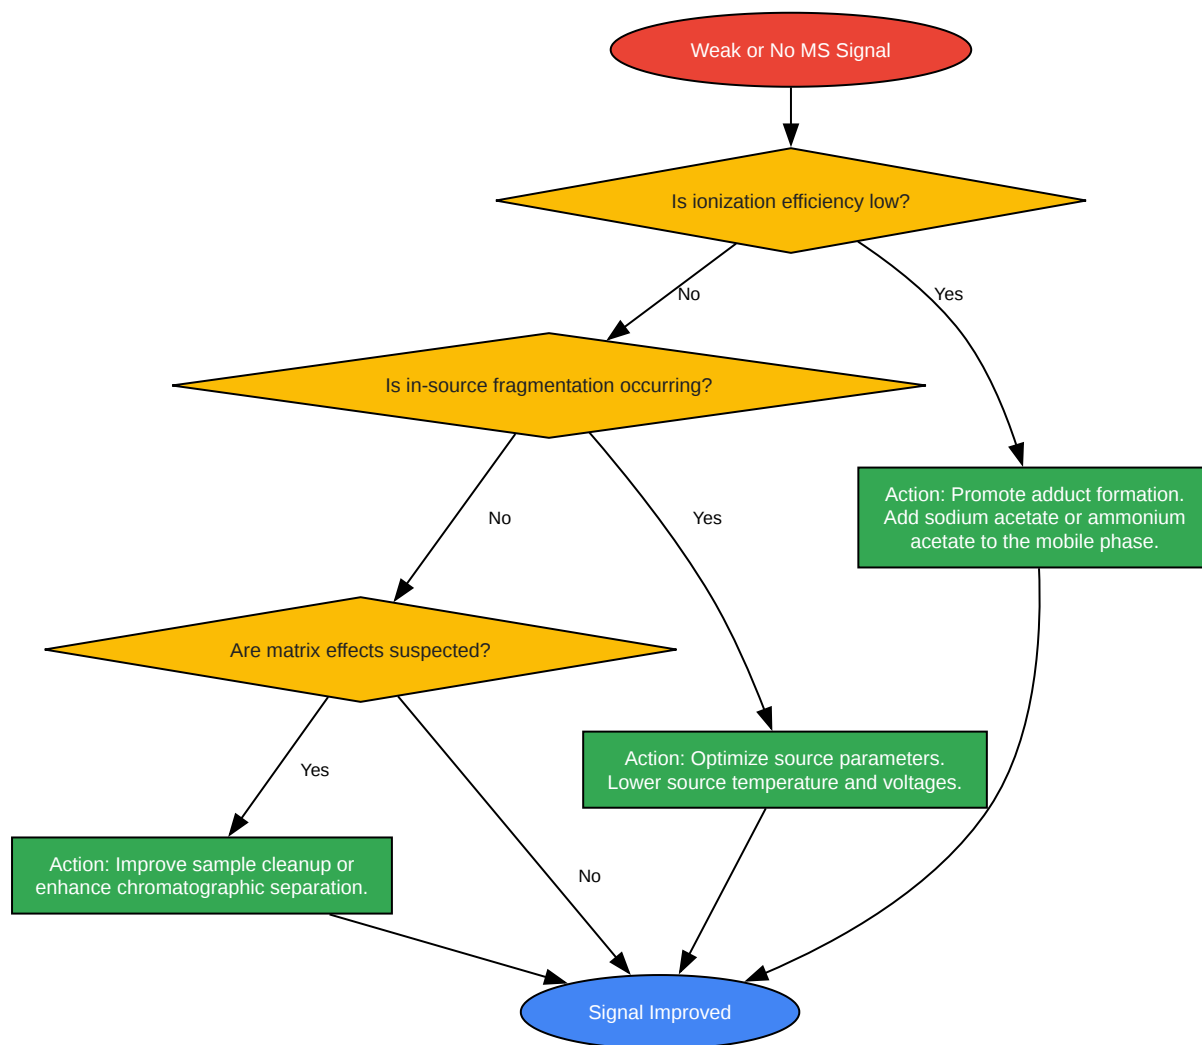 Weak or No MS Signal
Is ionization efficiency low?
No
Yes
Is in-source fragmentation occurring?
Action: Promote adduct formation.
Add sodium acetate or ammonium
acetate to the mobile phase.
No
Yes
Are matrix effects suspected?
Action: Optimize source parameters.
Lower source temperature and voltages.
Yes
Action: Improve sample cleanup or
enhance chromatographic separation.
No
Signal Improved